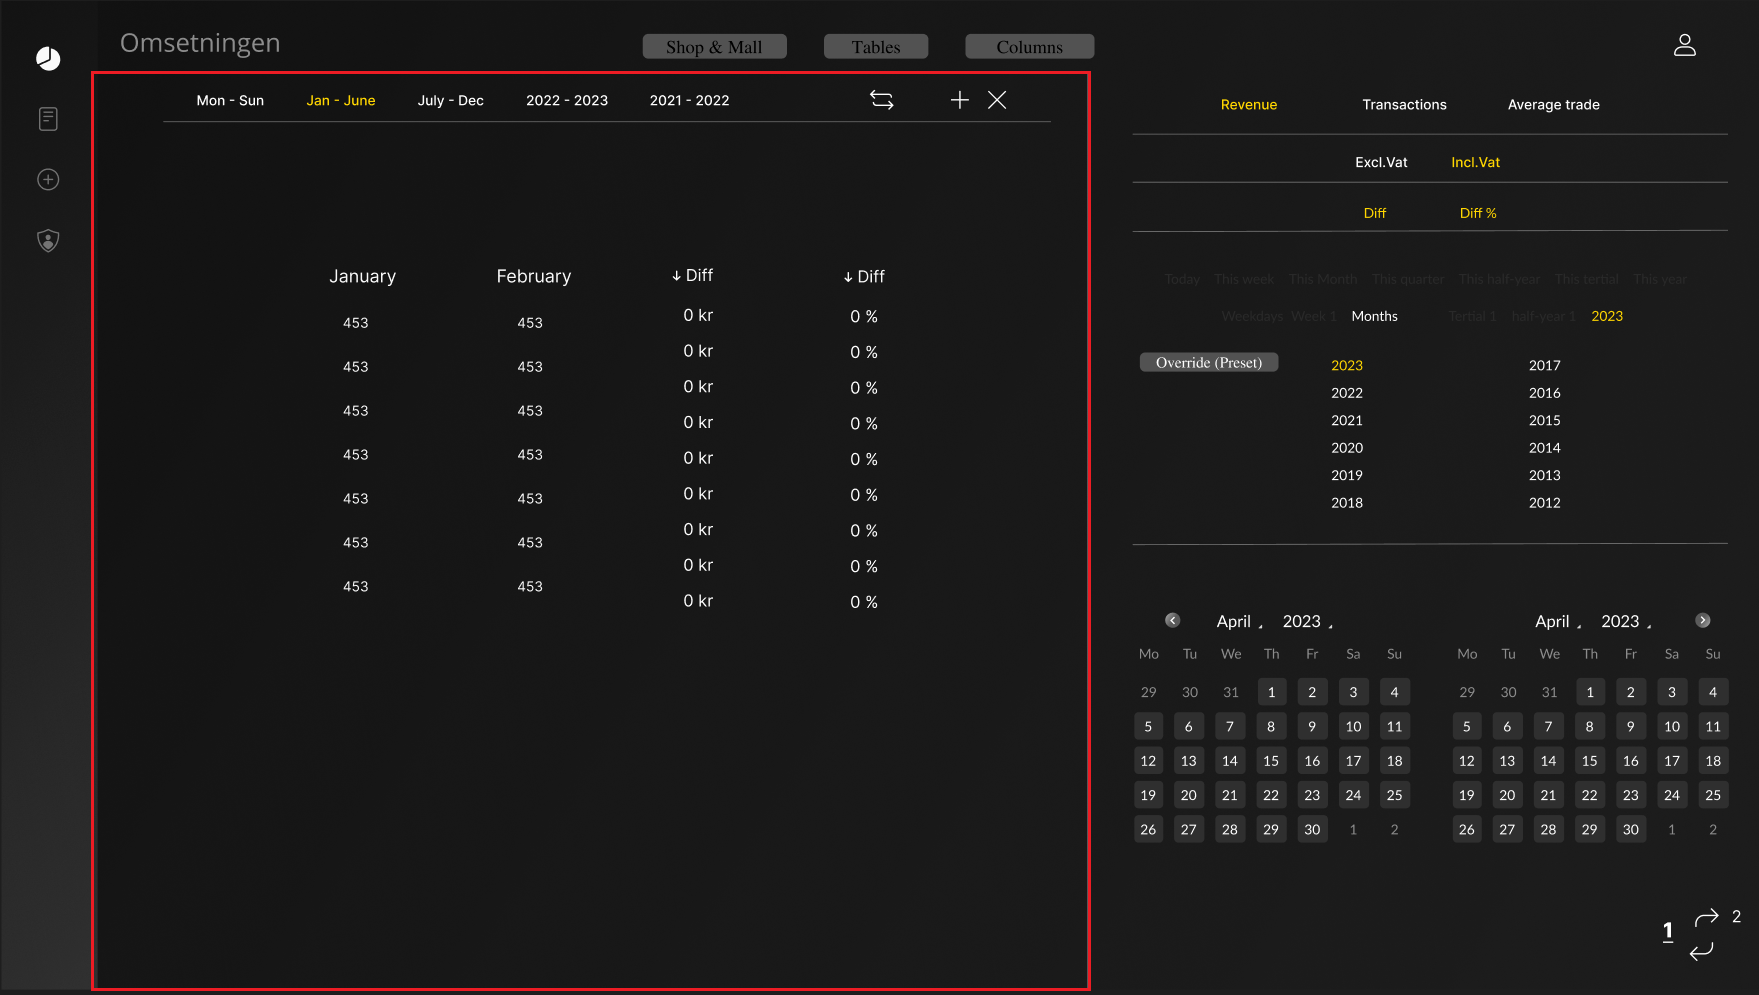 Omsetningen
Shop & Mall Tables Columns
Mon - Sun Jan - June July - Dec 2022 - 2023 2021 - 2022
January February ↓ Diff ↓ Diff
453 453 0 kr 0 %
453 453 0 kr 0 %
453 453 0 kr 0 %
453 453 0 kr 0 %
453 453 0 kr 0 %
453 453 0 kr 0 %
453 453 0 kr 0 %
0 kr 0 %
0 kr 0 %
Revenue Transactions Average trade
Excl.Vat Incl.Vat
Diff Diff %
Today This week This Month This quarter This half-year This tertial This year
Weekdays Week 1 Months Tertial 1 half-year 1 2023
Override (Preset)
2023 2017
2022 2016
2021 2015
2020 2014
2019 2013
2018 2012
April 2023
Mo Tu We Th Fr Sa Su
29 30 31 1 2 3 4
5 6 7 8 9 10 11
12 13 14 15 16 17 18
19 20 21 22 23 24 25
26 27 28 29 30 1 2
April 2023
Mo Tu We Th Fr Sa Su
29 30 31 1 2 3 4
5 6 7 8 9 10 11
12 13 14 15 16 17 18
19 20 21 22 23 24 25
26 27 28 29 30 1 2
1 2